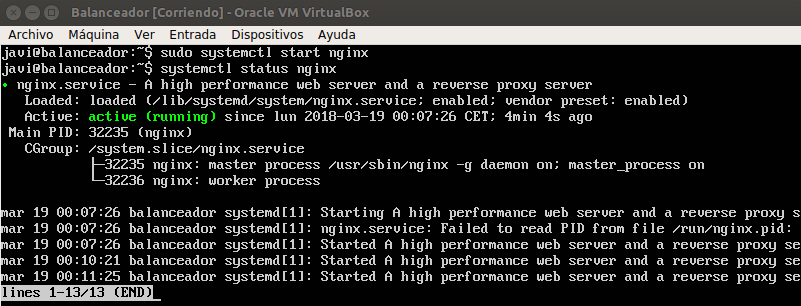 Balanceador [Corriendo] - Oracle VM VirtualBox
Archivo Máquina Ver Entrada Dispositivos Ayuda
javi@balanceador:~$ sudo systemctl start nginx
javi@balanceador:~$ systemctl status nginx
• nginx.service - A high performance web server and a reverse proxy server
   Loaded: loaded (/lib/systemd/system/nginx.service; enabled; vendor preset: enabled)
   Active: active (running) since lun 2018-03-19 00:07:26 CET; 4min 4s ago
 Main PID: 32235 (nginx)
   CGroup: /system.slice/nginx.service
           ├─32235 nginx: master process /usr/sbin/nginx -g daemon on; master_process on
           └─32236 nginx: worker process
mar 19 00:07:26 balanceador systemd[1]: Starting A high performance web server and a reverse proxy s
mar 19 00:07:26 balanceador systemd[1]: nginx.service: Failed to read PID from file /run/nginx.pid:
mar 19 00:07:26 balanceador systemd[1]: Started A high performance web server and a reverse proxy se
mar 19 00:10:21 balanceador systemd[1]: Started A high performance web server and a reverse proxy se
mar 19 00:11:25 balanceador systemd[1]: Started A high performance web server and a reverse proxy se
lines 1-13/13 (END)